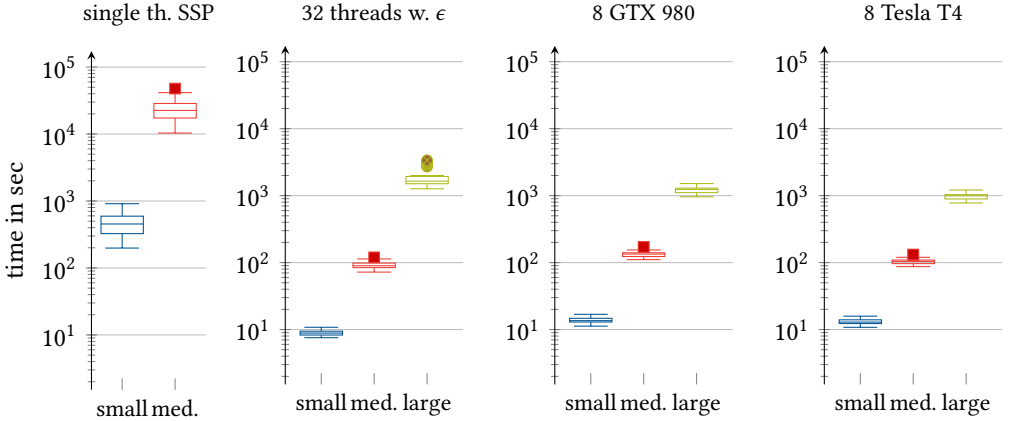 single th. SSP
32 threads w. ϵ
8 GTX 980
8 Tesla T4
time in sec
10^5
10^4
10^3
10^2
10^1
small med.
10^5
10^4
10^3
10^2
10^1
small med. large
10^5
10^4
10^3
10^2
10^1
small med. large
10^5
10^4
10^3
10^2
10^1
small med. large